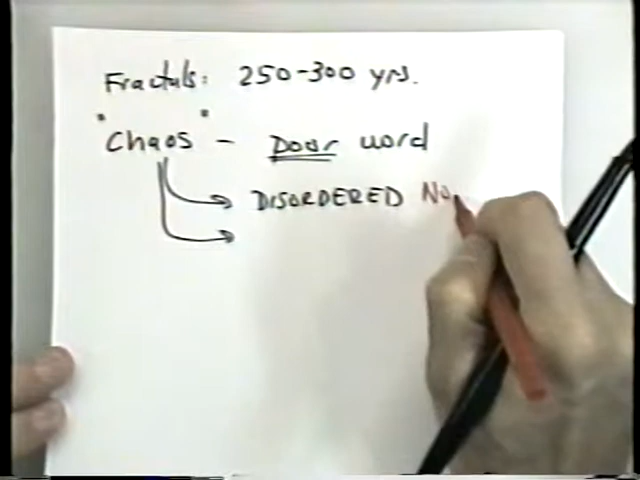 Fractals: 250-300 yrs.
"Chaos" - Poor word
DISORDERED No